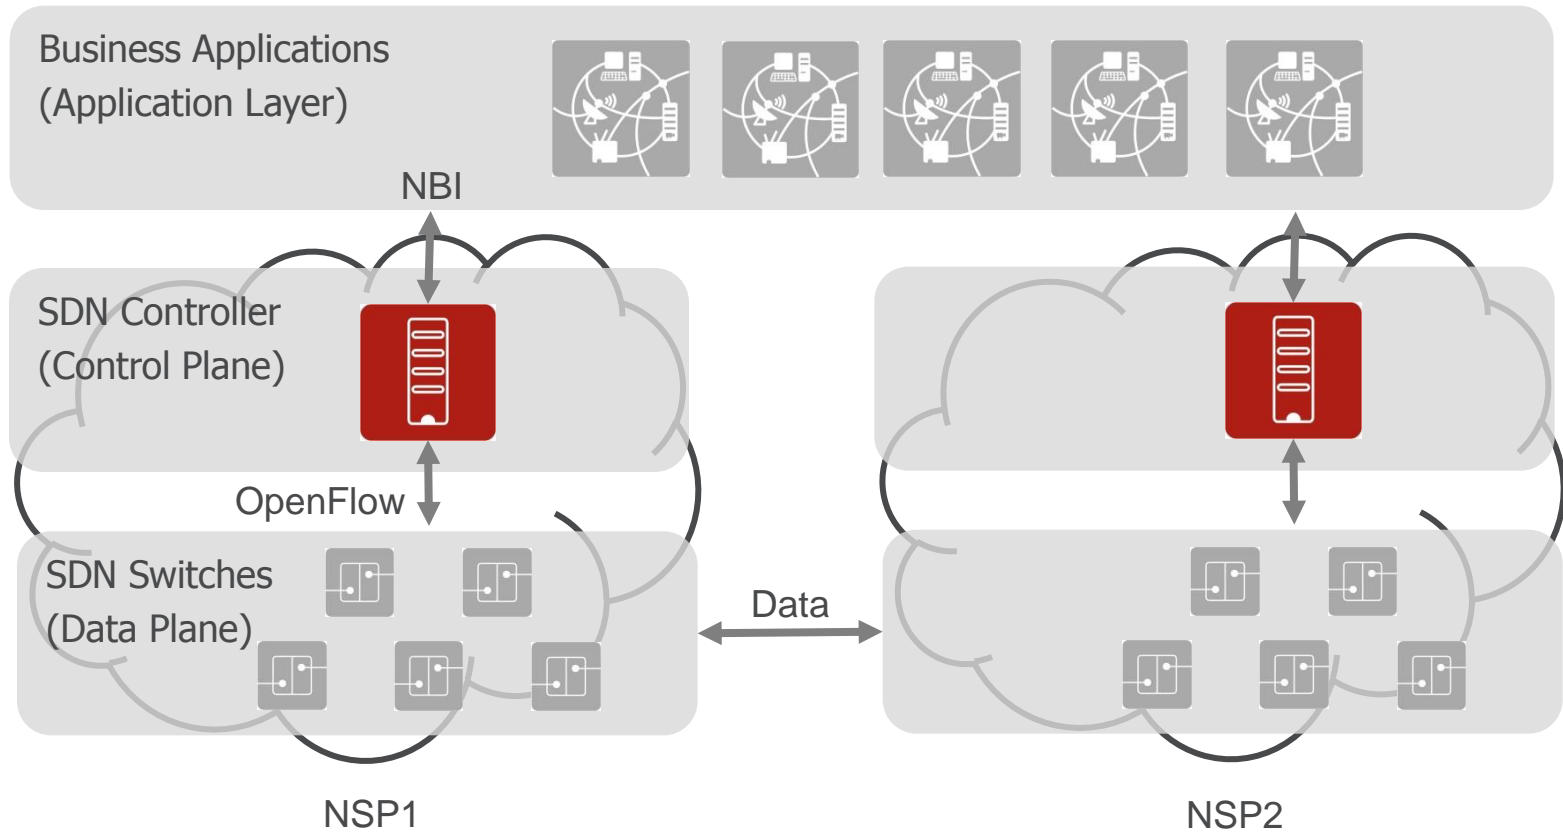 Business Applications
(Application Layer)
NBI
SDN Controller
(Control Plane)
OpenFlow
SDN Switches
(Data Plane)
Data
NSP1
NSP2